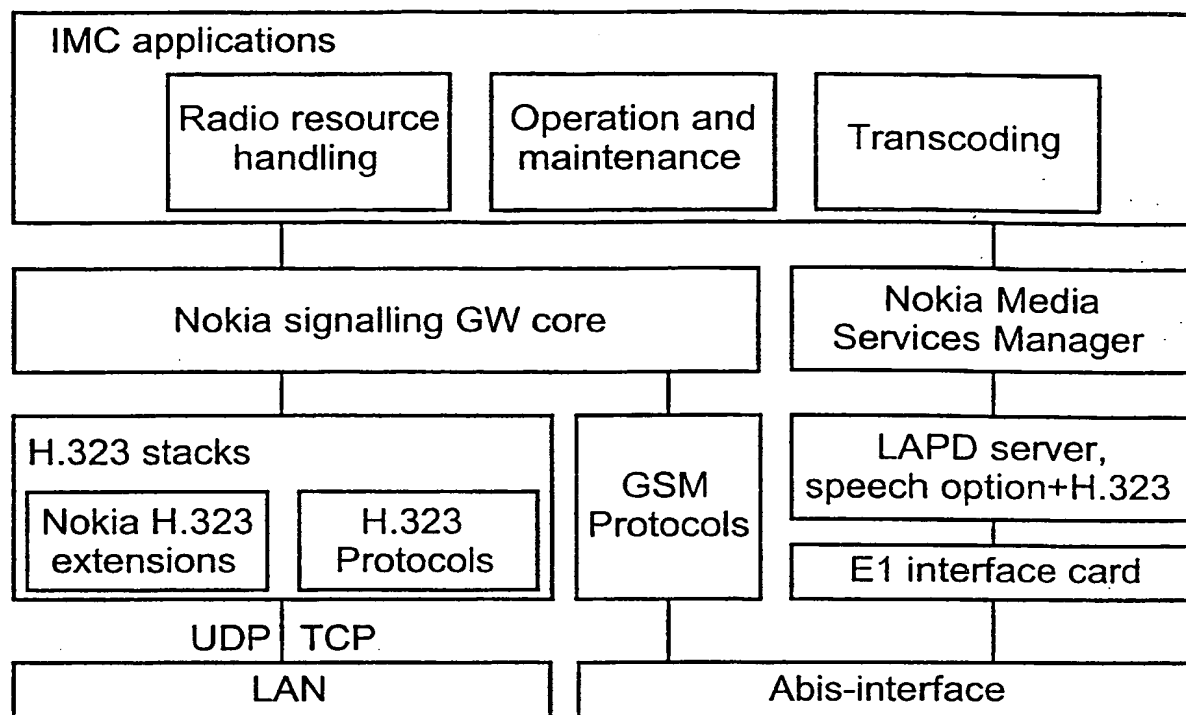 IMC applications
Radio resource
handling
Operation and
maintenance
Transcoding
Nokia signalling GW core
Nokia Media
Services Manager
H.323 stacks
Nokia H.323
extensions
H.323
Protocols
GSM
Protocols
LAPD server,
speech option+H.323
E1 interface card
UDP TCP
LAN
Abis-interface